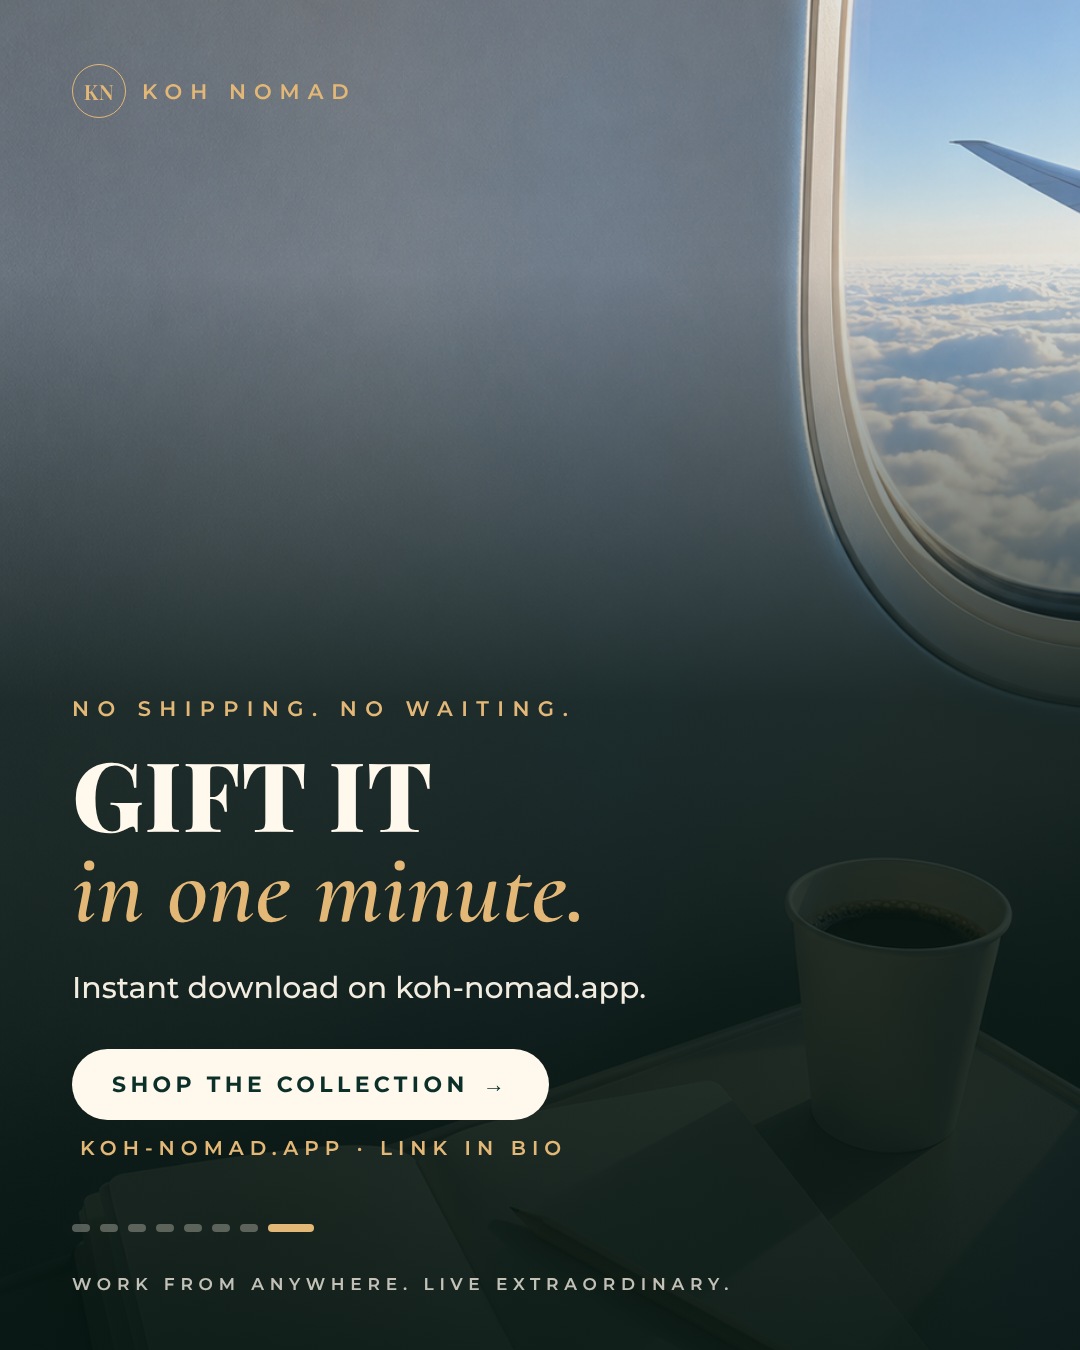 KN KOH NOMAD
NO SHIPPING. NO WAITING.
GIFT IT
in one minute.
Instant download on koh-nomad.app.
SHOP THE COLLECTION →
KOH-NOMAD.APP · LINK IN BIO
WORK FROM ANYWHERE. LIVE EXTRAORDINARY.